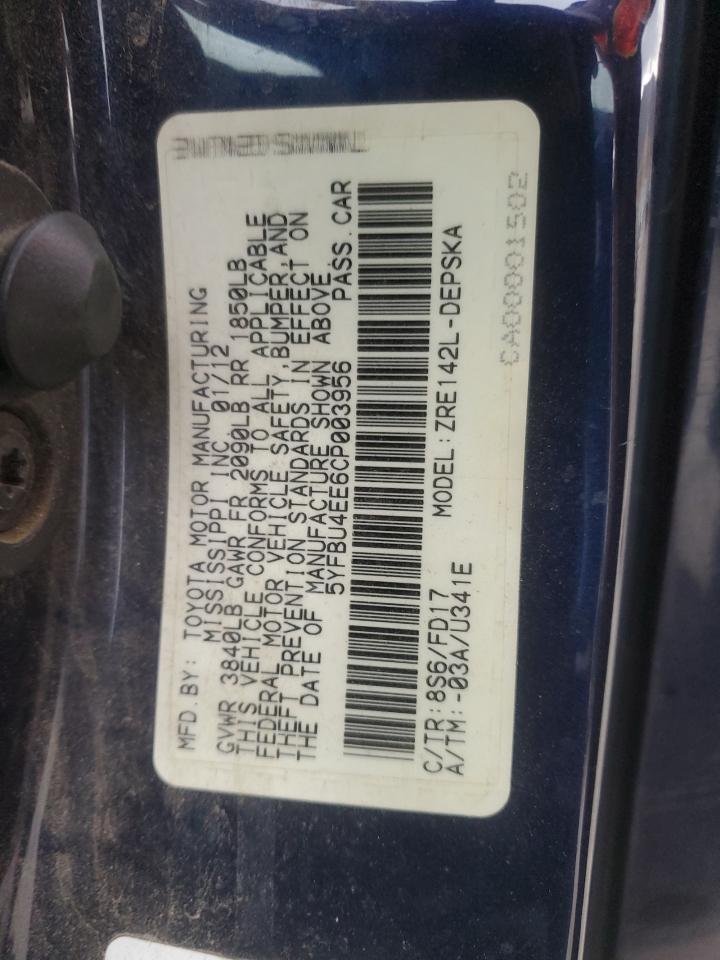 MFD.BY: TOYOTA MOTOR MANUFACTURING
MISSISSIPPI INC. 01/12
GVWR 3840LB GAWR FR 2090LB RR 1850LB
THIS VEHICLE CONFORMS TO ALL APPLICABLE
FEDERAL MOTOR VEHICLE SAFETY,BUMPER,AND
THEFT PREVENTION STANDARDS IN EFFECT ON
THE DATE OF MANUFACTURE SHOWN ABOVE.
5YFBU4EE6CP003956 PASS.CAR
C/TR:8S6/FD17 MODEL:ZRE142L-DEPSKA
A/TM:-03A/U341E
CA00001502